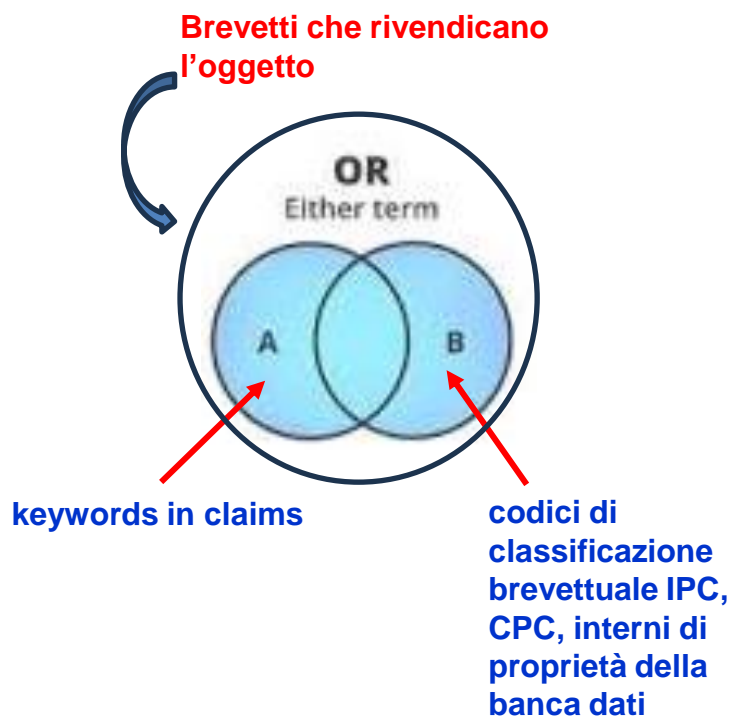 Brevetti che rivendicano
l’oggetto
OR
Either term
A
B
keywords in claims
codici di
classificazione
brevettuale IPC,
CPC, interni di
proprietà della
banca dati